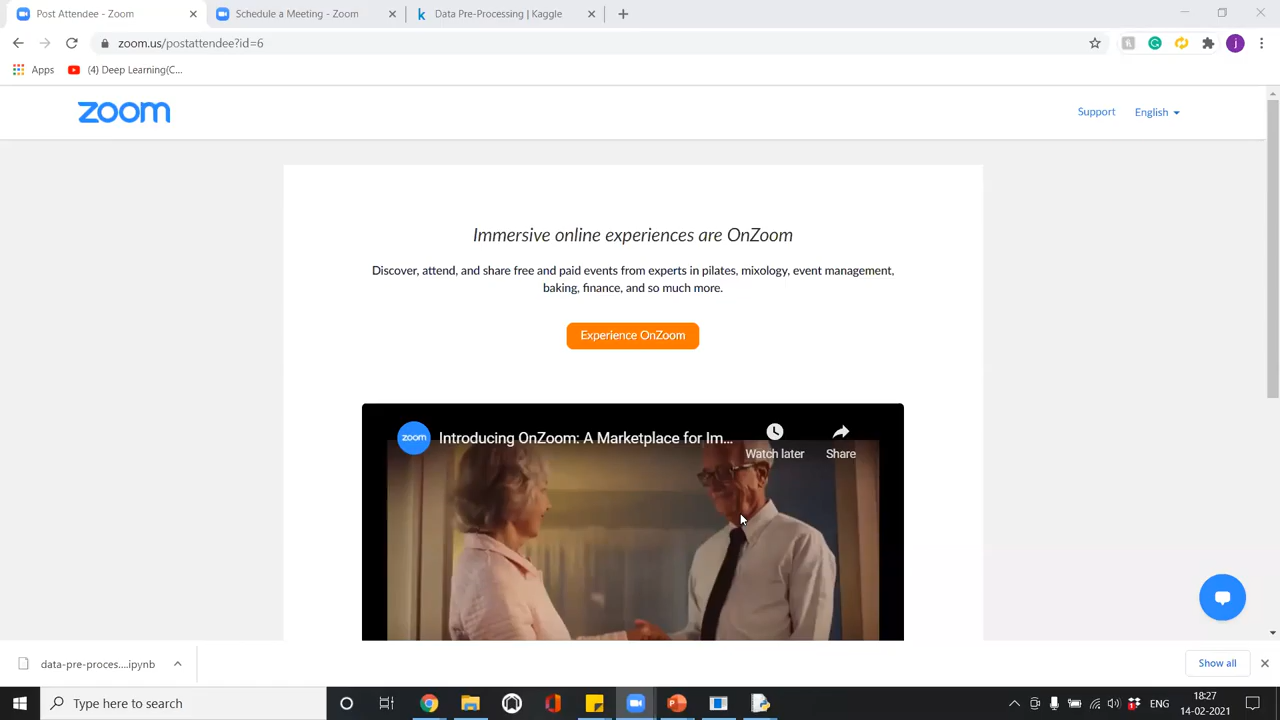 Post Attendee - Zoom
Schedule a Meeting - Zoom
Data Pre-Processing | Kaggle
zoom.us/postattendee?id=6
Apps
(4) Deep Learning(C...
zoom
Support
English
Immersive online experiences are OnZoom
Discover, attend, and share free and paid events from experts in pilates, mixology, event management,
baking, finance, and so much more.
Experience OnZoom
zoom
Introducing OnZoom: A Marketplace for Im...
Watch later
Share
data-pre-proces....ipynb
Show all
Type here to search
ENG
18:27
14-02-2021